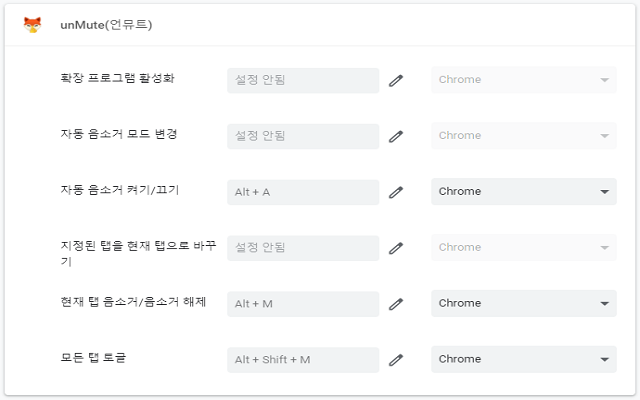 unMute(언뮤트)
확장 프로그램 활성화 설정 안됨 Chrome
자동 음소거 모드 변경 설정 안됨 Chrome
자동 음소거 켜기/끄기 Alt + A Chrome
지정된 탭을 현재 탭으로 바꾸 설정 안됨 Chrome
기
현재 탭 음소거/음소거 해제 Alt + M Chrome
모든 탭 토글 Alt + Shift + M Chrome